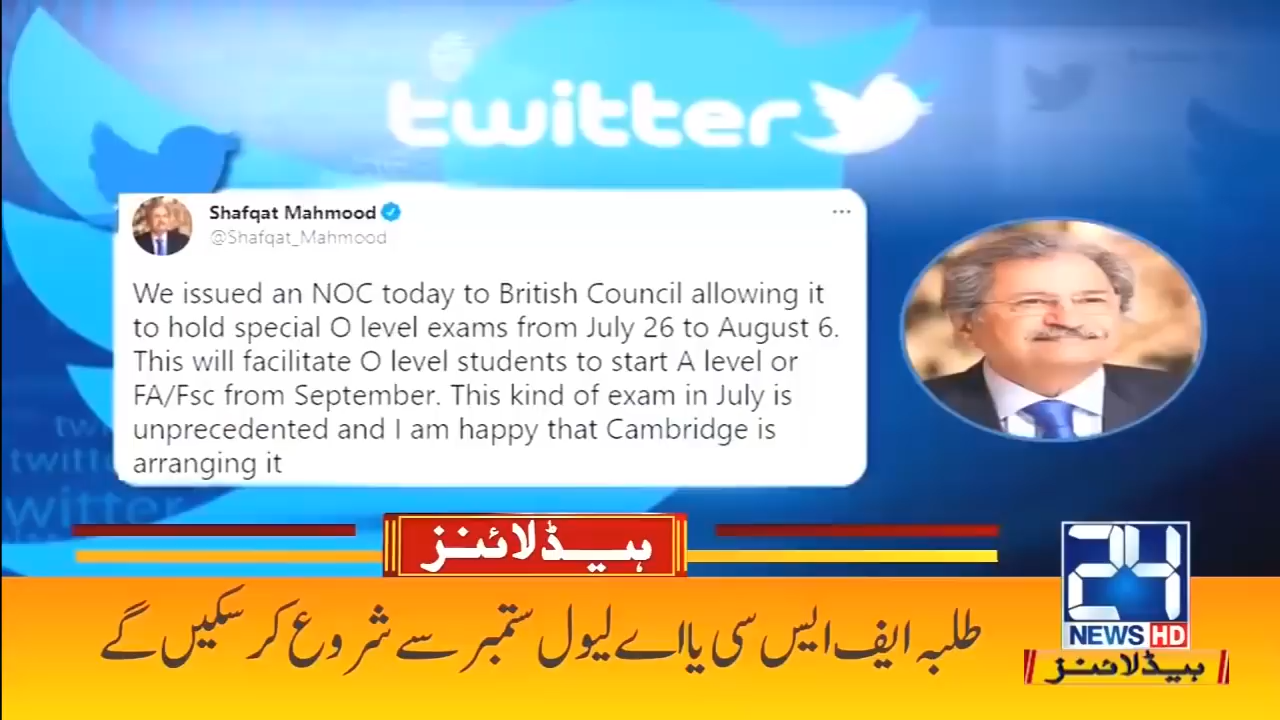 twitter
Shafqat Mahmood
@Shafqat_Mahmood
We issued an NOC today to British Council allowing it
to hold special O level exams from July 26 to August 6.
This will facilitate O level students to start A level or
FA/Fsc from September. This kind of exam in July is
unprecedented and I am happy that Cambridge is
arranging it
twi
twitte
witter
ہیڈلائنز
طلبہ ایف ایس سی یا اے لیول ستمبر سے شروع کر سکیں گے
24
NEWS HD
ہیڈلائنز